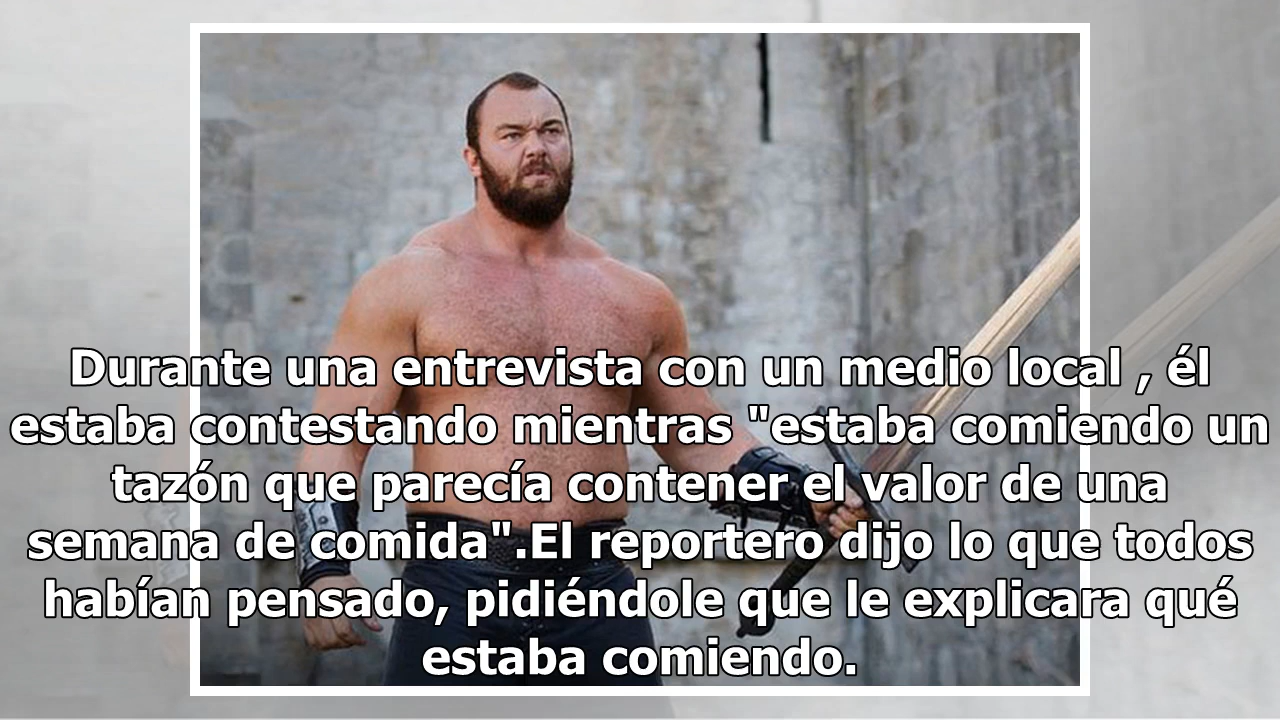 Durante una entrevista con un medio local , él
estaba contestando mientras "estaba comiendo un
tazón que parecía contener el valor de una
semana de comida".El reportero dijo lo que todos
habían pensado, pidiéndole que le explicara qué
estaba comiendo.